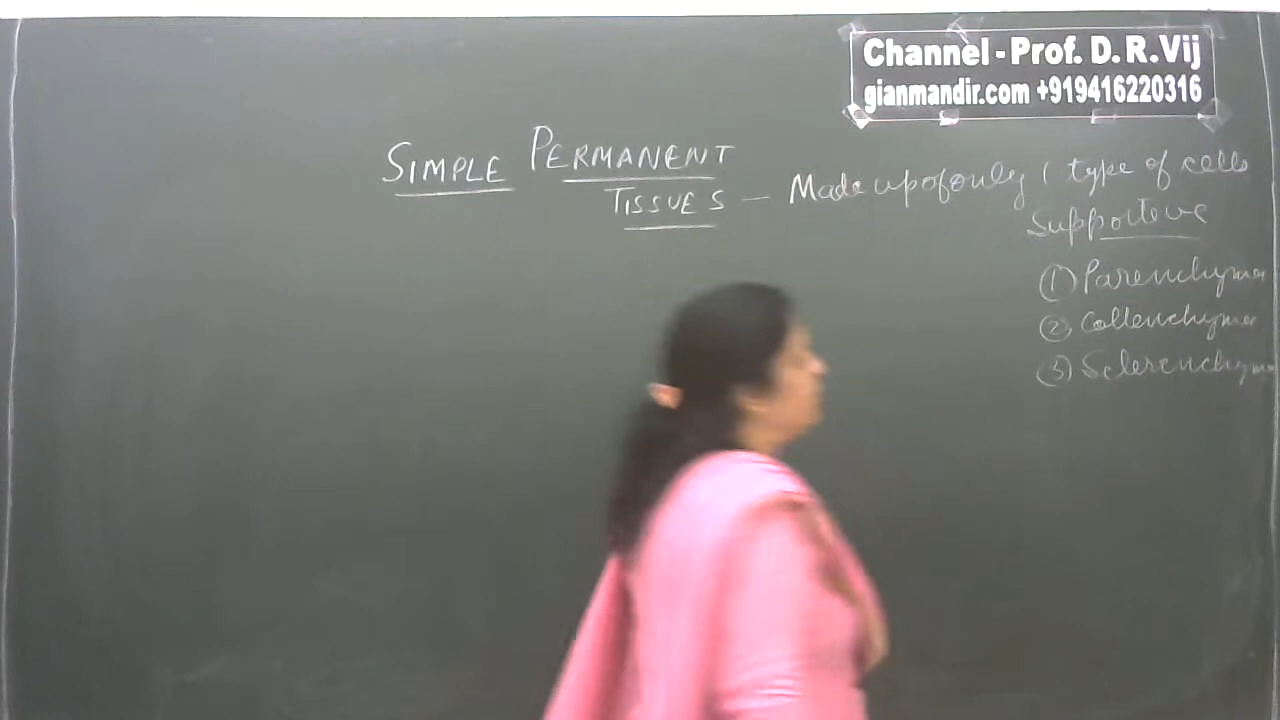 Channel - Prof. D. R. Vij
gianmandir.com +919416220316
SIMPLE PERMANENT
TISSUES — Made up of only 1 type of cells
Supportive
① Parenchyma
② Collenchyma
③ Sclerenchyma